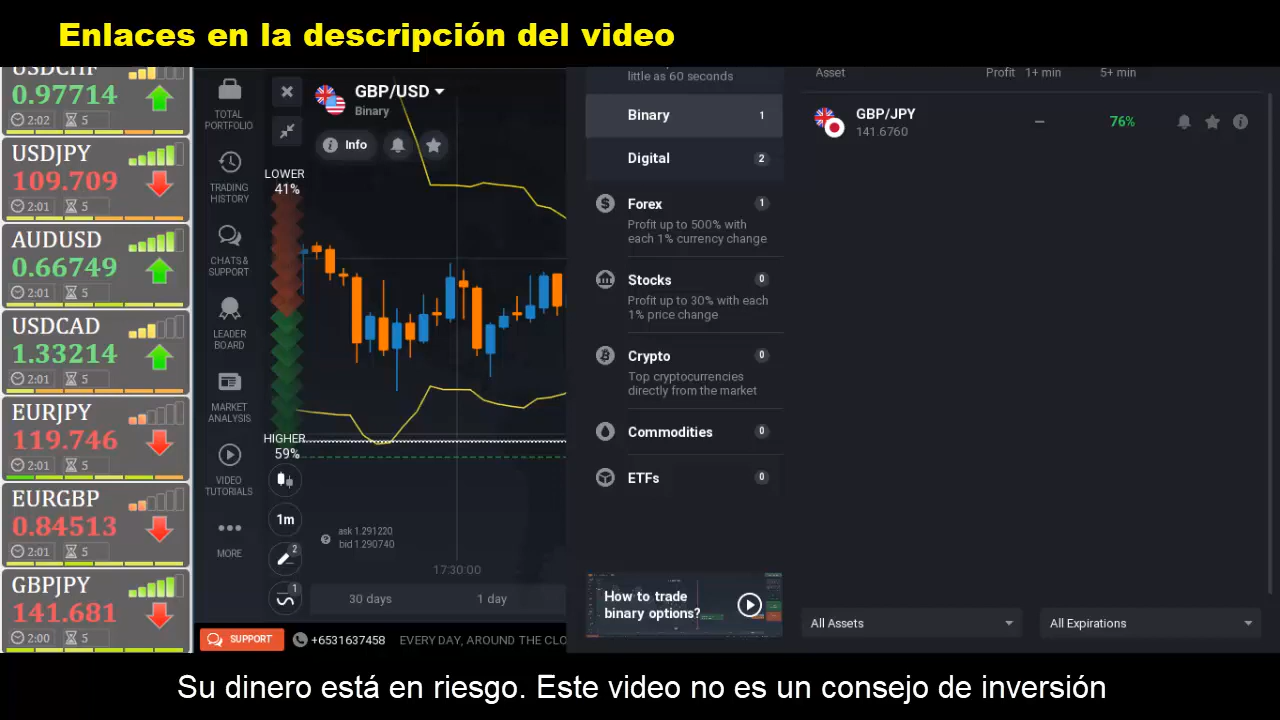 Enlaces en la descripción del video
USDCHF
0.97714
2:02 5
USDJPY
109.709
2:01 5
AUDUSD
0.66749
2:01 5
USDCAD
1.33214
2:01 5
EURJPY
119.746
2:01 5
EURGBP
0.84513
2:01 5
GBPJPY
141.681
2:00 5
TOTAL
PORTFOLIO
TRADING
HISTORY
CHATS &
SUPPORT
LEADER
BOARD
MARKET
ANALYSIS
VIDEO
TUTORIALS
MORE
GBP/USD
Binary
Info
LOWER
41%
HIGHER
59%
1m
2
1
ask 1.291220
bid 1.290740
17:30:00
30 days 1 day
little as 60 seconds
Binary 1
Digital 2
Forex 1
Profit up to 500% with
each 1% currency change
Stocks 0
Profit up to 30% with each
1% price change
Crypto 0
Top cryptocurrencies
directly from the market
Commodities 0
ETFs 0
How to trade
binary options?
Asset Profit 1+ min 5+ min
GBP/JPY
141.6760
– 76%
All Assets All Expirations
SUPPORT +6531637458 EVERY DAY, AROUND THE CLO
Su dinero está en riesgo. Este video no es un consejo de inversión